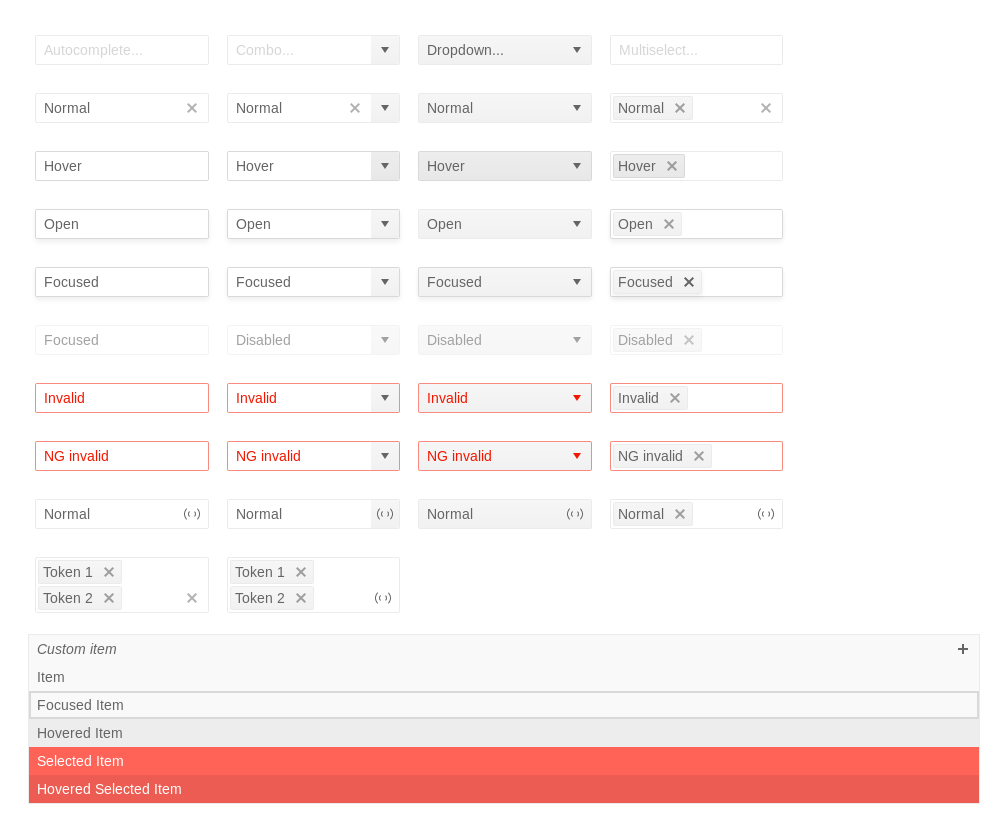 Autocomplete... Combo... Dropdown... Multiselect...
Normal Normal Normal Normal
Hover Hover Hover Hover
Open Open Open Open
Focused Focused Focused Focused
Focused Disabled Disabled Disabled
Invalid Invalid Invalid Invalid
NG invalid NG invalid NG invalid NG invalid
Normal Normal Normal Normal
Token 1 Token 1
Token 2 Token 2
Custom item
Item
Focused Item
Hovered Item
Selected Item
Hovered Selected Item